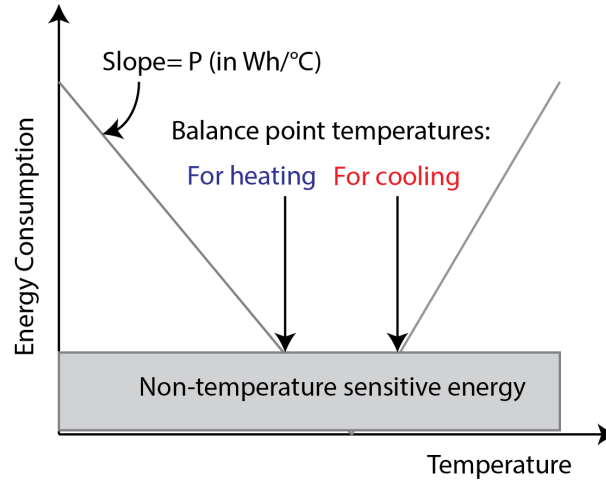 Slope= P (in Wh/°C)
Balance point temperatures:
For heating For cooling
Energy Consumption
Non-temperature sensitive energy
Temperature